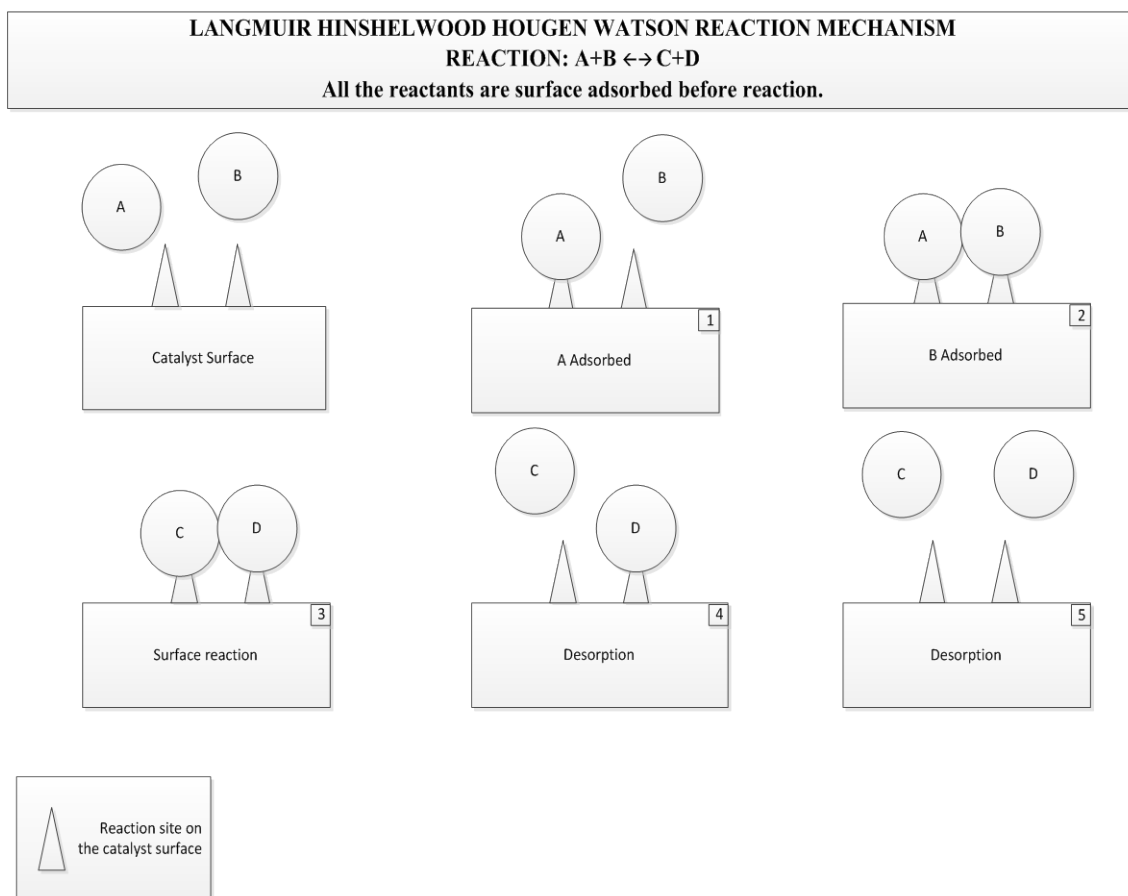 LANGMUIR HINSHELWOOD HOUGEN WATSON REACTION MECHANISM
REACTION: A+B ↔ C+D
All the reactants are surface adsorbed before reaction.
A
B
Catalyst Surface
A
B
1
A Adsorbed
A
B
2
B Adsorbed
C
D
3
Surface reaction
C
D
4
Desorption
C
D
5
Desorption
Reaction site on
the catalyst surface